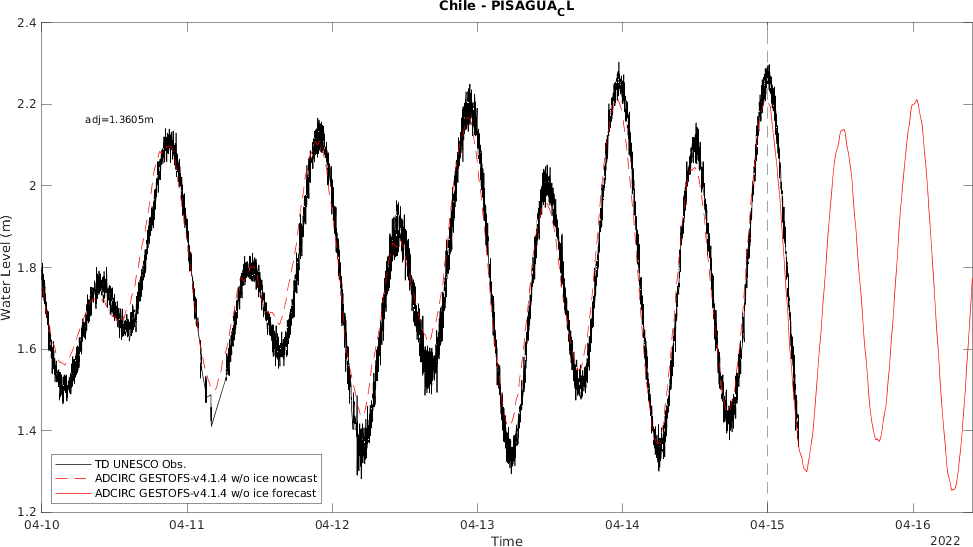 Chile - PISAGUA_CL
2.4
2.2
2
1.8
1.6
1.4
1.2
Water Level (m)
adj=1.3605m
TD UNESCO Obs.
ADCIRC GESTOFS-v4.1.4 w/o ice nowcast
ADCIRC GESTOFS-v4.1.4 w/o ice forecast
04-10 04-11 04-12 04-13 04-14 04-15 04-16
Time
2022